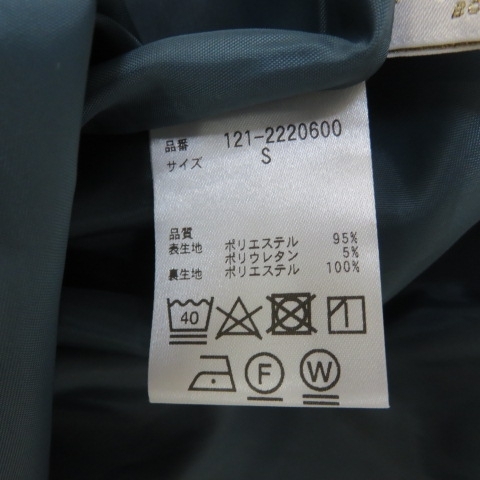 品番 121-2220600
サイズ S
品質
表生地 ポリエステル 95%
ポリウレタン 5%
裏生地 ポリエステル 100%
40
F W